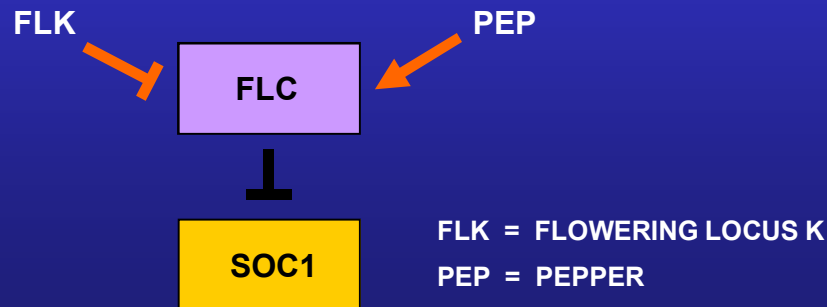 FLK
PEP
FLC
SOC1
FLK = FLOWERING LOCUS K
PEP = PEPPER